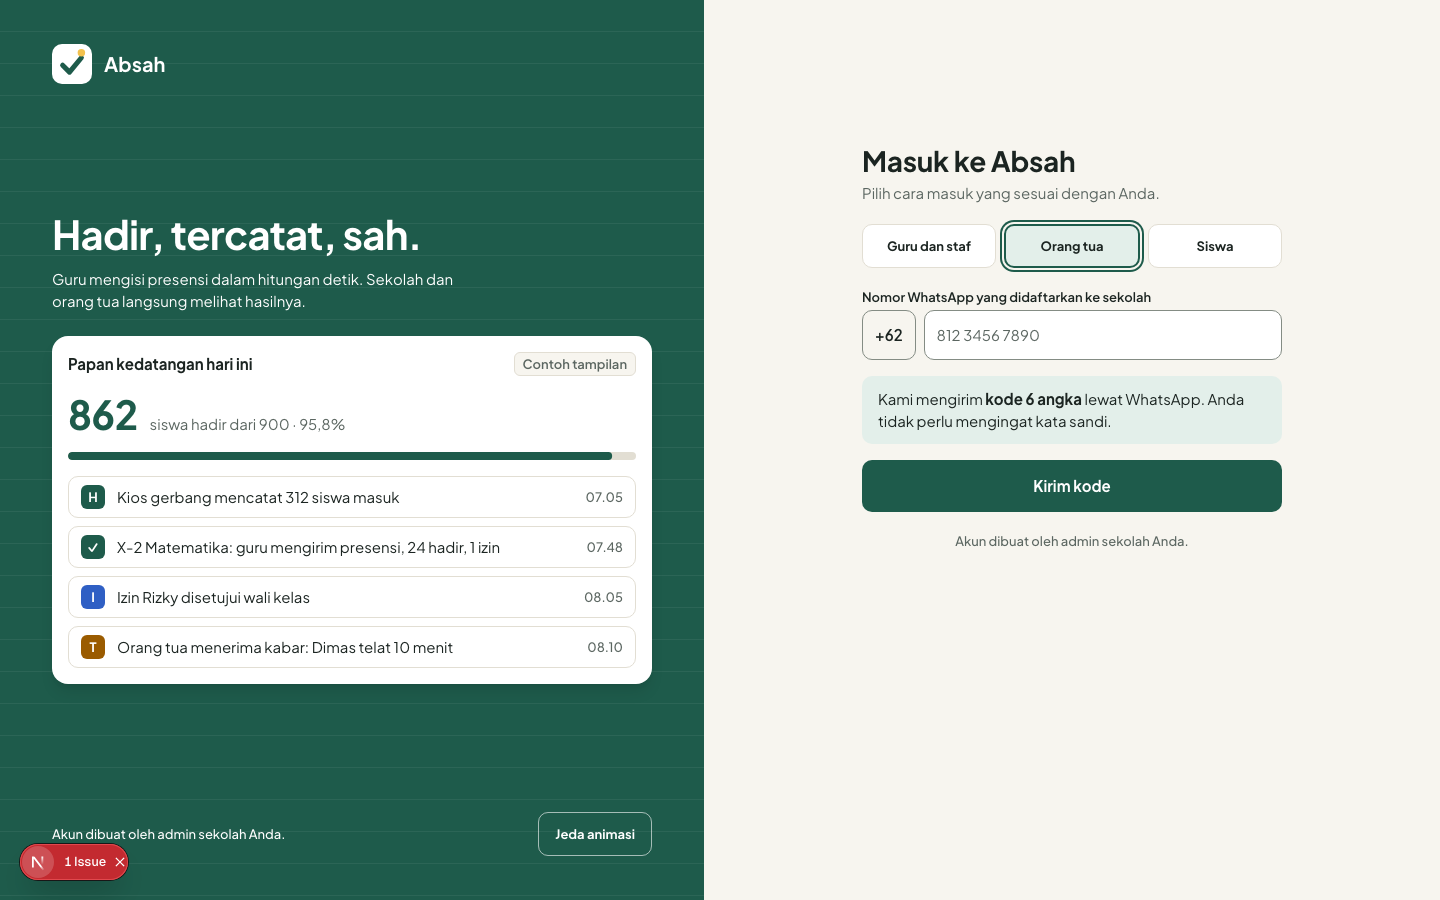 Absah
Hadir, tercatat, sah.
Guru mengisi presensi dalam hitungan detik. Sekolah dan
orang tua langsung melihat hasilnya.
Papan kedatangan hari ini
Contoh tampilan
862 siswa hadir dari 900 · 95,8%
H Kios gerbang mencatat 312 siswa masuk 07.05
X-2 Matematika: guru mengirim presensi, 24 hadir, 1 izin 07.48
I Izin Rizky disetujui wali kelas 08.05
T Orang tua menerima kabar: Dimas telat 10 menit 08.10
Akun dibuat oleh admin sekolah Anda.
Jeda animasi
N 1 Issue
Masuk ke Absah
Pilih cara masuk yang sesuai dengan Anda.
Guru dan staf
Orang tua
Siswa
Nomor WhatsApp yang didaftarkan ke sekolah
+62 812 3456 7890
Kami mengirim kode 6 angka lewat WhatsApp. Anda
tidak perlu mengingat kata sandi.
Kirim kode
Akun dibuat oleh admin sekolah Anda.